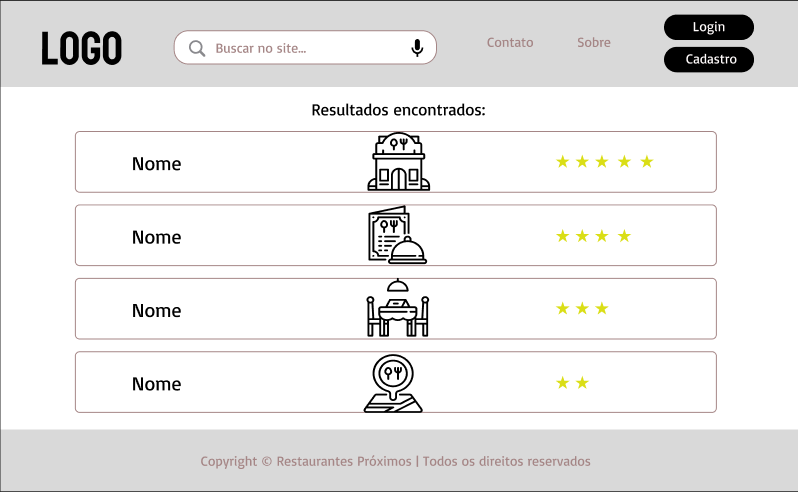 LOGO
Buscar no site...
Contato
Sobre
Login
Cadastro
Resultados encontrados:
Nome
Nome
Nome
Nome
Copyright © Restaurantes Próximos | Todos os direitos reservados